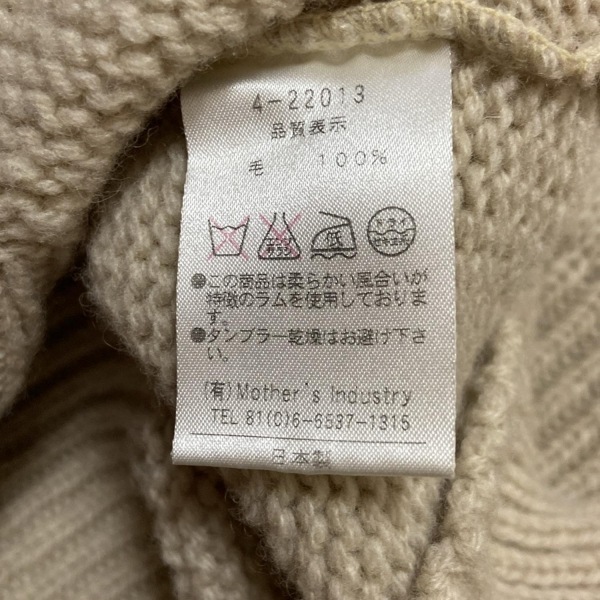 4-22013
品質表示
毛 100%
低
●この商品は柔らかい風合いが
特徴のラムを使用しておりま
す。
●タンブラー乾燥はお避け下さ
い。
(有)Mother's Industry
TEL 81(0)6-6537-1315
日本製